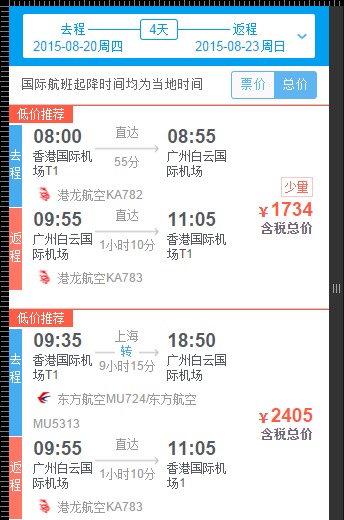 去程 4天 返程
2015-08-20周四 2015-08-23周日
国际航班起降时间均为当地时间 票价 总价
低价推荐
去程
08:00 直达 08:55
香港国际机场T1 55分 广州白云国际机场
港龙航空KA782
少量
¥1734
含税总价
返程
09:55 直达 11:05
广州白云国际机场 1小时10分 香港国际机场T1
港龙航空KA783
低价推荐
去程
09:35 上海 18:50
转
香港国际机场T1 9小时15分 广州白云国际机场
东方航空MU724/东方航空
MU5313
¥2405
含税总价
返程
09:55 直达 11:05
广州白云国际机场 1小时10分 香港国际机场1
港龙航空KA783